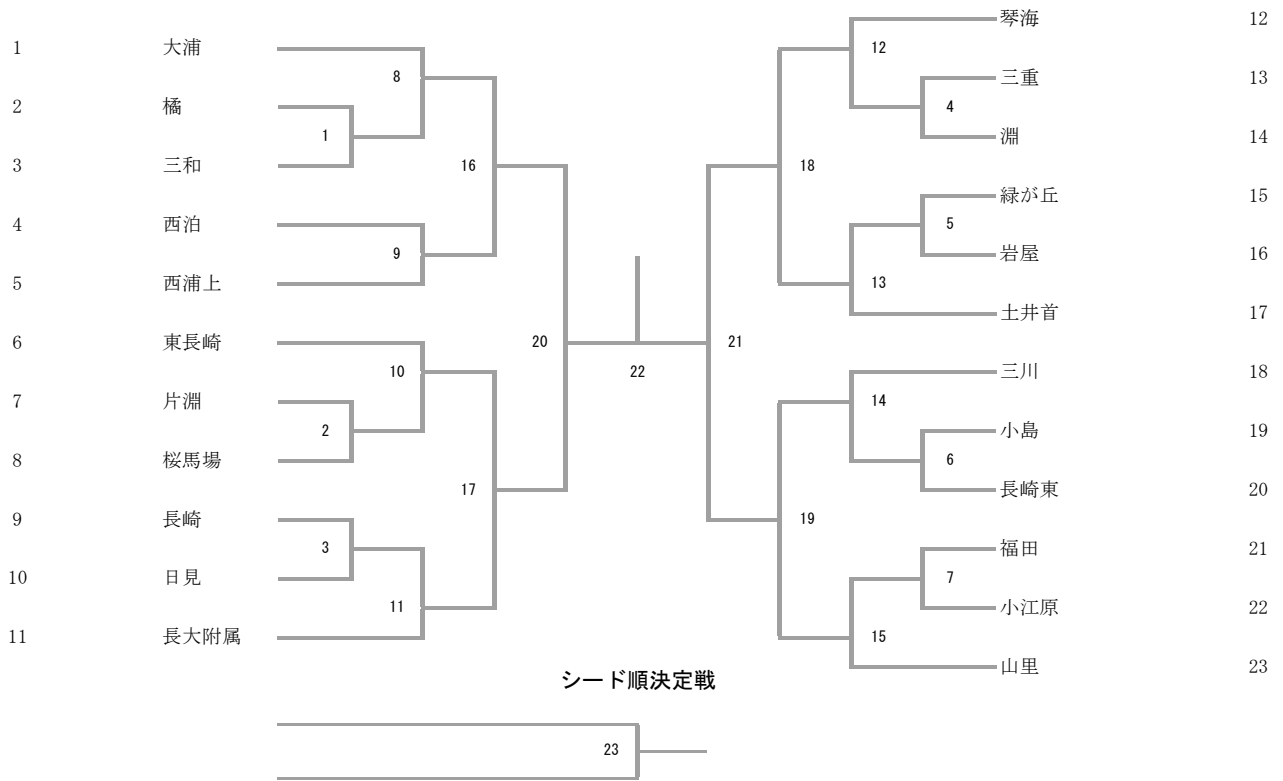 琴海 12
1 大浦
12
8
三重 13
2 橘
4
1
淵 14
3 三和
16
18
緑が丘 15
4 西泊
5
9
岩屋 16
5 西浦上
13
土井首 17
6 東長崎
20
21
10
22
三川 18
7 片淵
14
2
小島 19
8 桜馬場
6
17
長崎東 20
9 長崎
19
3
福田 21
10 日見
7
11
小江原 22
11 長大附属
15
山里 23
シード順決定戦
23